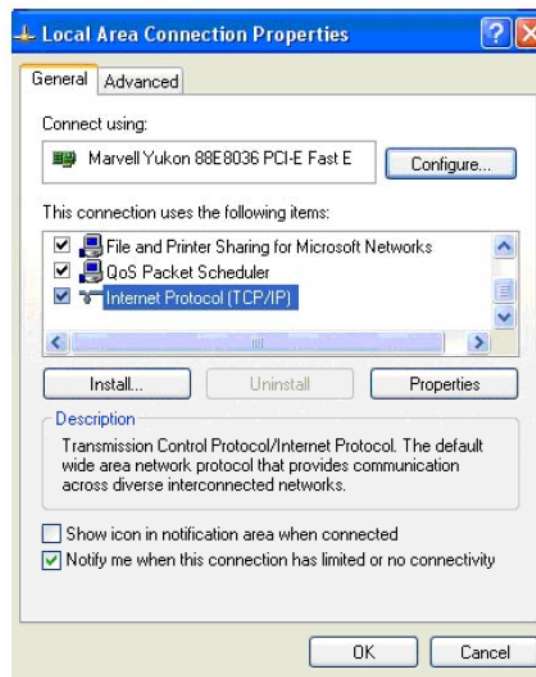 Local Area Connection Properties
General Advanced
Connect using:
Marvell Yukon 88E8036 PCI-E Fast E Configure...
This connection uses the following items:
File and Printer Sharing for Microsoft Networks
QoS Packet Scheduler
Internet Protocol (TCP/IP)
Install... Uninstall Properties
Description
Transmission Control Protocol/Internet Protocol. The default
wide area network protocol that provides communication
across diverse interconnected networks.
Show icon in notification area when connected
Notify me when this connection has limited or no connectivity
OK Cancel